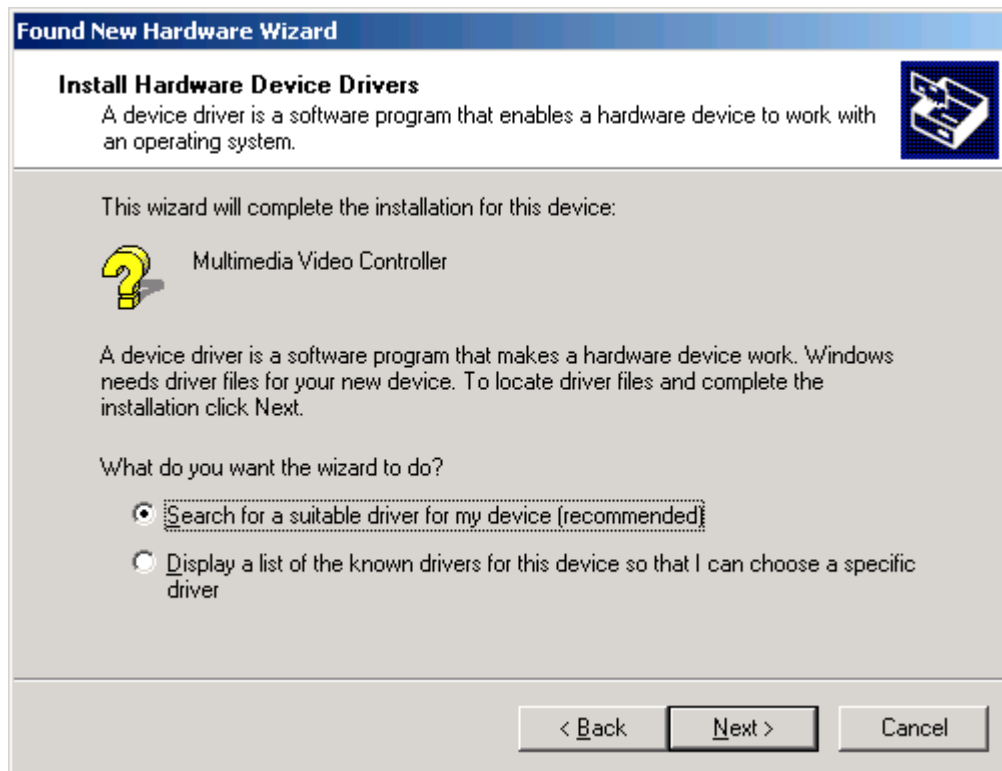 Found New Hardware Wizard
Install Hardware Device Drivers
A device driver is a software program that enables a hardware device to work with
an operating system.
This wizard will complete the installation for this device:
Multimedia Video Controller
A device driver is a software program that makes a hardware device work. Windows
needs driver files for your new device. To locate driver files and complete the
installation click Next.
What do you want the wizard to do?
Search for a suitable driver for my device (recommended)
Display a list of the known drivers for this device so that I can choose a specific
driver
< Back Next > Cancel